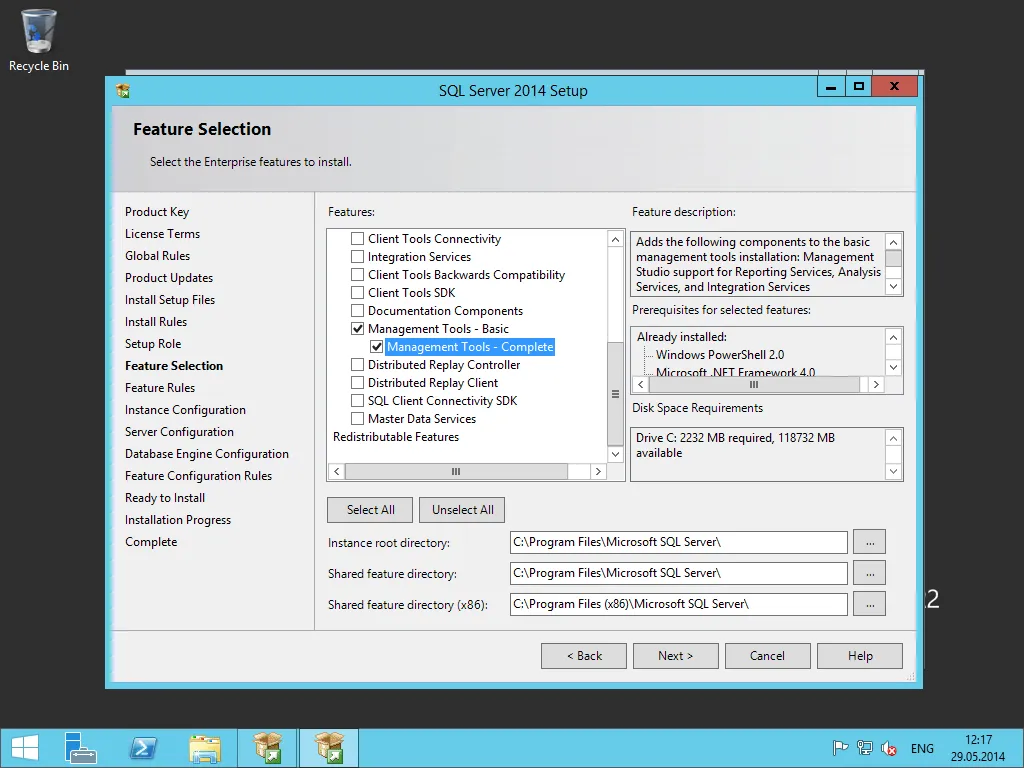 Recycle Bin
SQL Server 2014 Setup
Feature Selection
Select the Enterprise features to install.
Product Key
License Terms
Global Rules
Product Updates
Install Setup Files
Install Rules
Setup Role
Feature Selection
Feature Rules
Instance Configuration
Server Configuration
Database Engine Configuration
Feature Configuration Rules
Ready to Install
Installation Progress
Complete
Features:
Client Tools Connectivity
Integration Services
Client Tools Backwards Compatibility
Client Tools SDK
Documentation Components
Management Tools - Basic
Management Tools - Complete
Distributed Replay Controller
Distributed Replay Client
SQL Client Connectivity SDK
Master Data Services
Redistributable Features
Feature description:
Adds the following components to the basic
management tools installation: Management
Studio support for Reporting Services, Analysis
Services, and Integration Services
Prerequisites for selected features:
Already installed:
Windows PowerShell 2.0
Microsoft .NET Framework 4.0
Disk Space Requirements
Drive C: 2232 MB required, 118732 MB
available
Select All
Unselect All
Instance root directory:
C:\Program Files\Microsoft SQL Server\
...
Shared feature directory:
C:\Program Files\Microsoft SQL Server\
...
Shared feature directory (x86):
C:\Program Files (x86)\Microsoft SQL Server\
...
< Back
Next >
Cancel
Help
ENG
12:17
29.05.2014